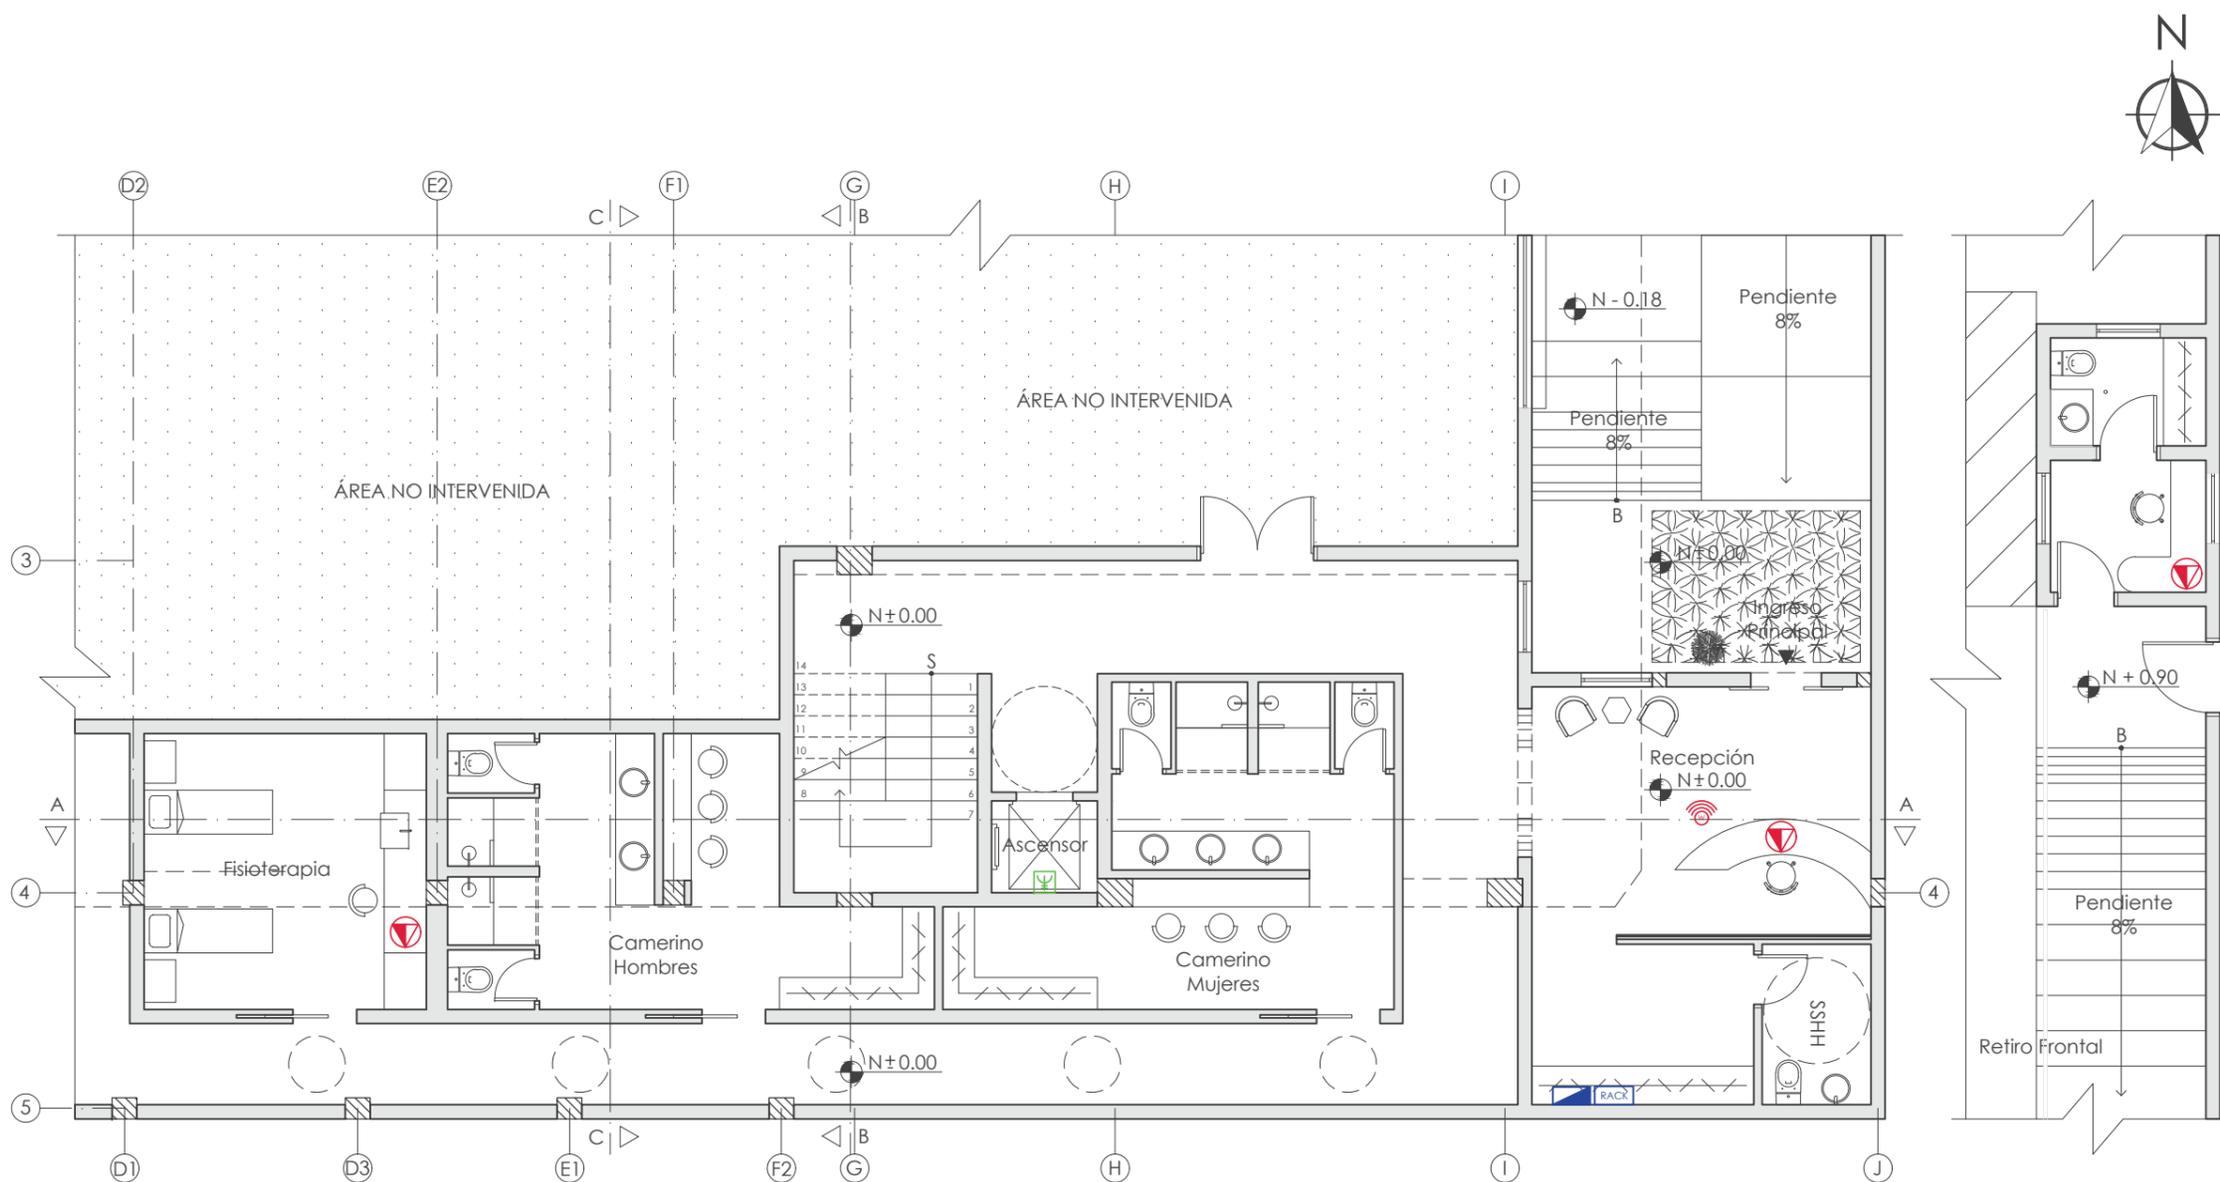 N
D2
E2
F1
G
H
I
C
B
N - 0.18
Pendiente
8%
ÁREA NO INTERVENIDA
Pendiente
8%
ÁREA NO INTERVENIDA
B
3
N±0.00
N±0.00
Ingreso
Principal
S
14
13
12
11
10
9
8
1
2
3
4
5
6
7
N + 0.90
B
Recepción
N±0.00
A
A
Ascensor
Fisioterapia
4
4
Pendiente
8%
Camerino
Hombres
Camerino
Mujeres
SSHH
Retiro Frontal
N±0.00
RACK
5
C
B
D1
D3
E1
F2
G
H
I
J